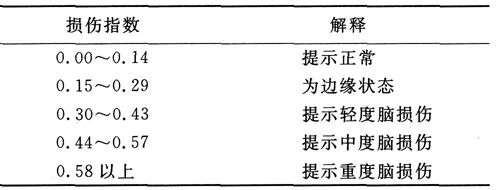 损伤指数 解释
0.00～0.14 提示正常
0.15～0.29 为边缘状态
0.30～0.43 提示轻度脑损伤
0.44～0.57 提示中度脑损伤
0.58以上 提示重度脑损伤